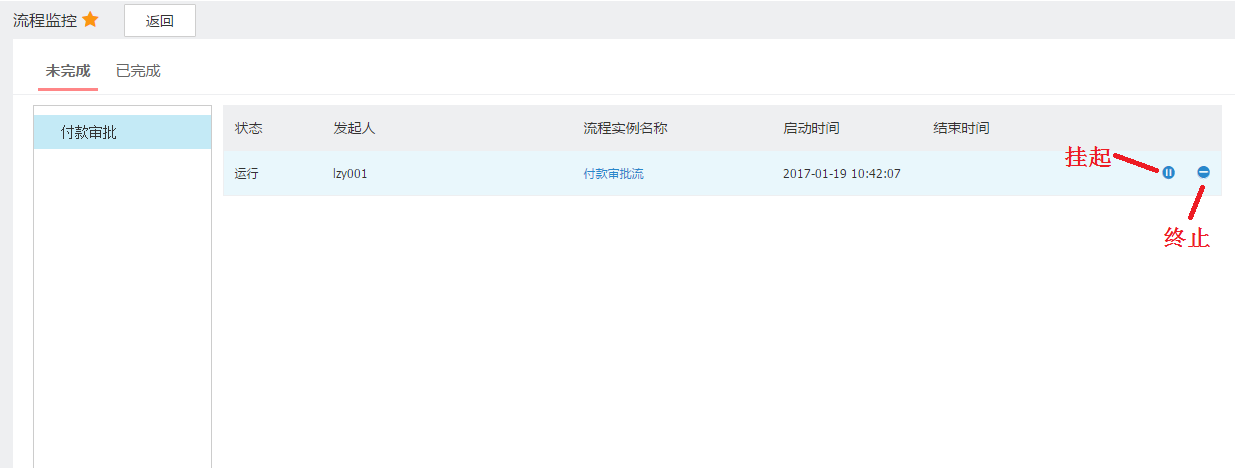 流程监控 返回
未完成 已完成
付款审批
状态 发起人 流程实例名称 启动时间 结束时间
运行 lzy001 付款审批流 2017-01-19 10:42:07
挂起
终止